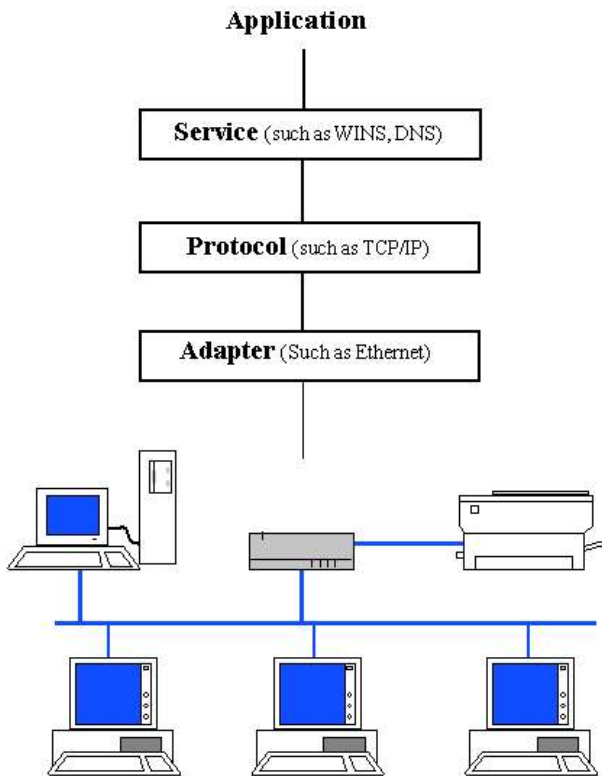 Application
Service (such as WINS, DNS)
Protocol (such as TCP/IP)
Adapter (Such as Ethernet)